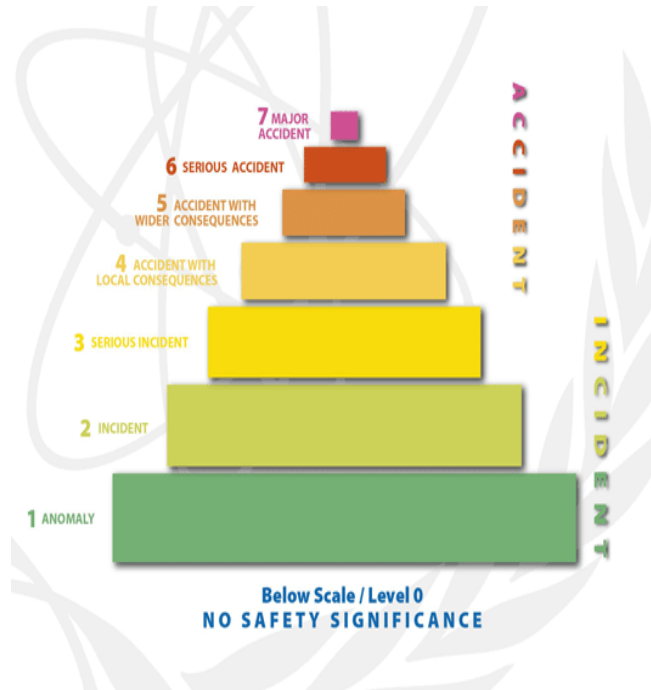 7 MAJOR
ACCIDENT
6 SERIOUS ACCIDENT
5 ACCIDENT WITH
WIDER CONSEQUENCES
4 ACCIDENT WITH
LOCAL CONSEQUENCES
3 SERIOUS INCIDENT
2 INCIDENT
1 ANOMALY
ACCIDENT
INCIDENT
Below Scale / Level 0
NO SAFETY SIGNIFICANCE